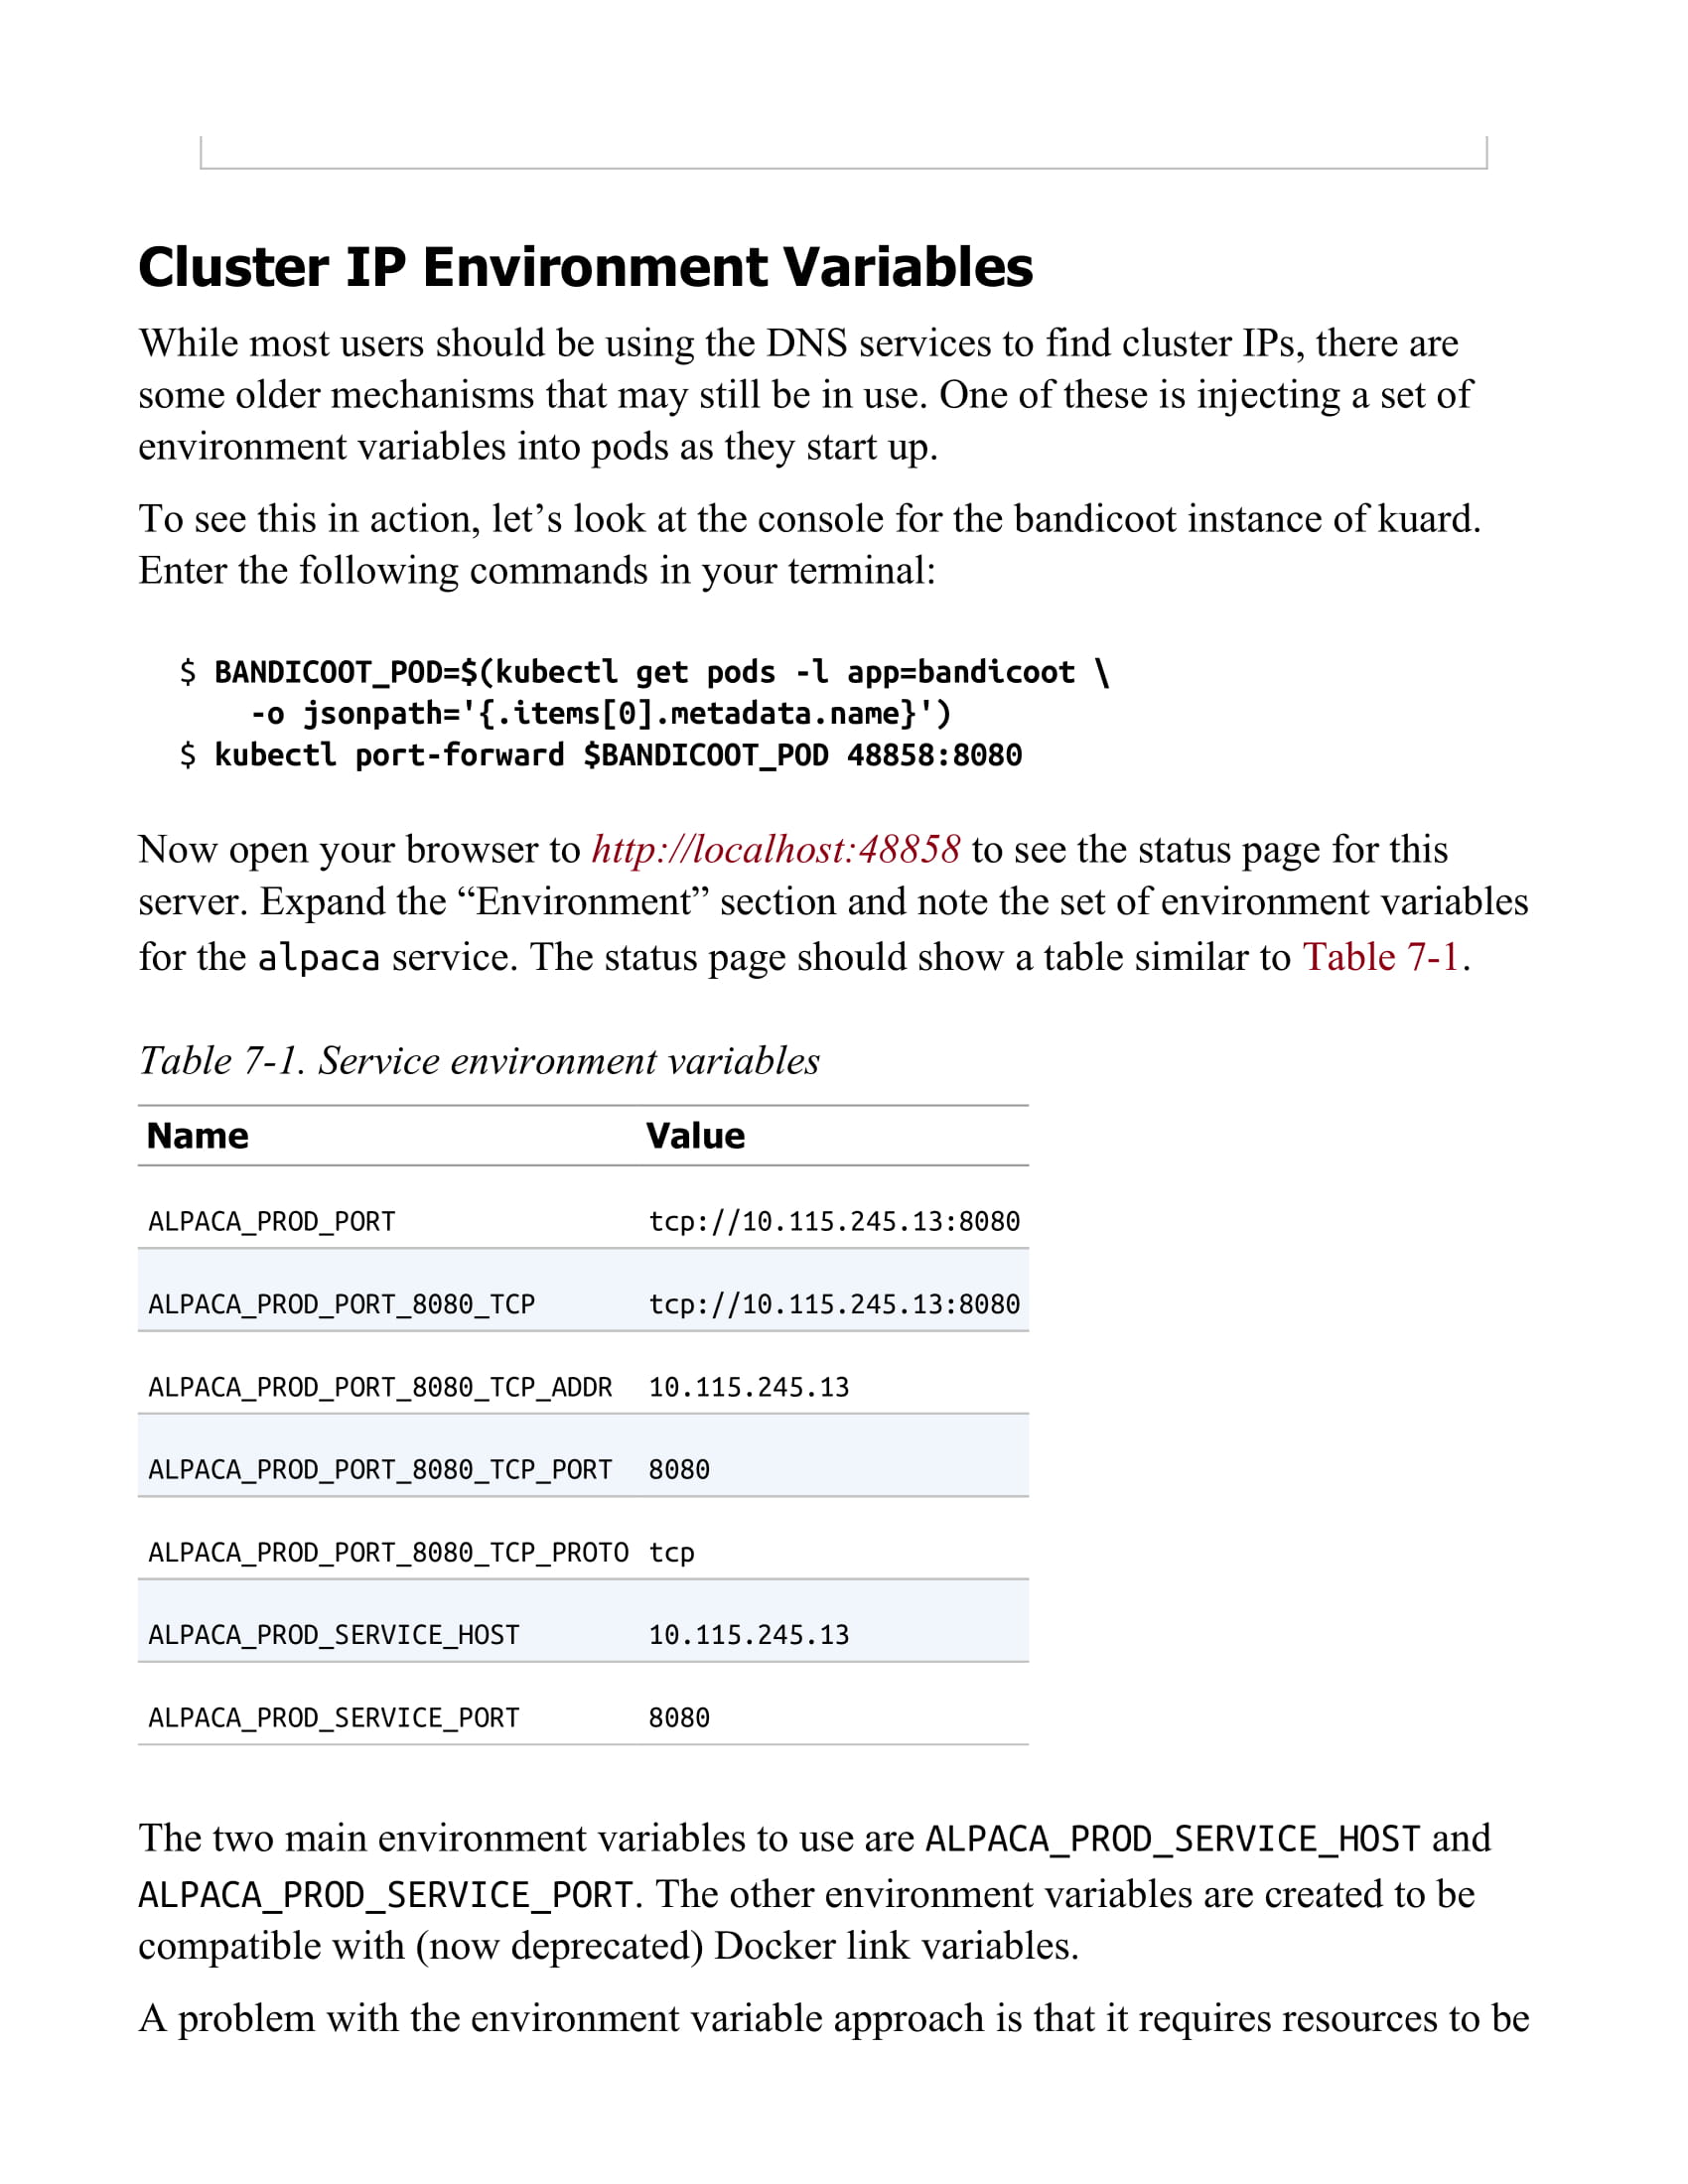 Cluster IP Environment Variables
While most users should be using the DNS services to find cluster IPs, there are
some older mechanisms that may still be in use. One of these is injecting a set of
environment variables into pods as they start up.
To see this in action, let’s look at the console for the bandicoot instance of kuard.
Enter the following commands in your terminal:
$ BANDICOOT_POD=$(kubectl get pods -l app=bandicoot \
    -o jsonpath='{.items[0].metadata.name}')
$ kubectl port-forward $BANDICOOT_POD 48858:8080
Now open your browser to http://localhost:48858 to see the status page for this
server. Expand the “Environment” section and note the set of environment variables
for the alpaca service. The status page should show a table similar to Table 7-1.
Table 7-1. Service environment variables
Name Value
ALPACA_PROD_PORT tcp://10.115.245.13:8080
ALPACA_PROD_PORT_8080_TCP tcp://10.115.245.13:8080
ALPACA_PROD_PORT_8080_TCP_ADDR 10.115.245.13
ALPACA_PROD_PORT_8080_TCP_PORT 8080
ALPACA_PROD_PORT_8080_TCP_PROTO tcp
ALPACA_PROD_SERVICE_HOST 10.115.245.13
ALPACA_PROD_SERVICE_PORT 8080
The two main environment variables to use are ALPACA_PROD_SERVICE_HOST and
ALPACA_PROD_SERVICE_PORT. The other environment variables are created to be
compatible with (now deprecated) Docker link variables.
A problem with the environment variable approach is that it requires resources to be